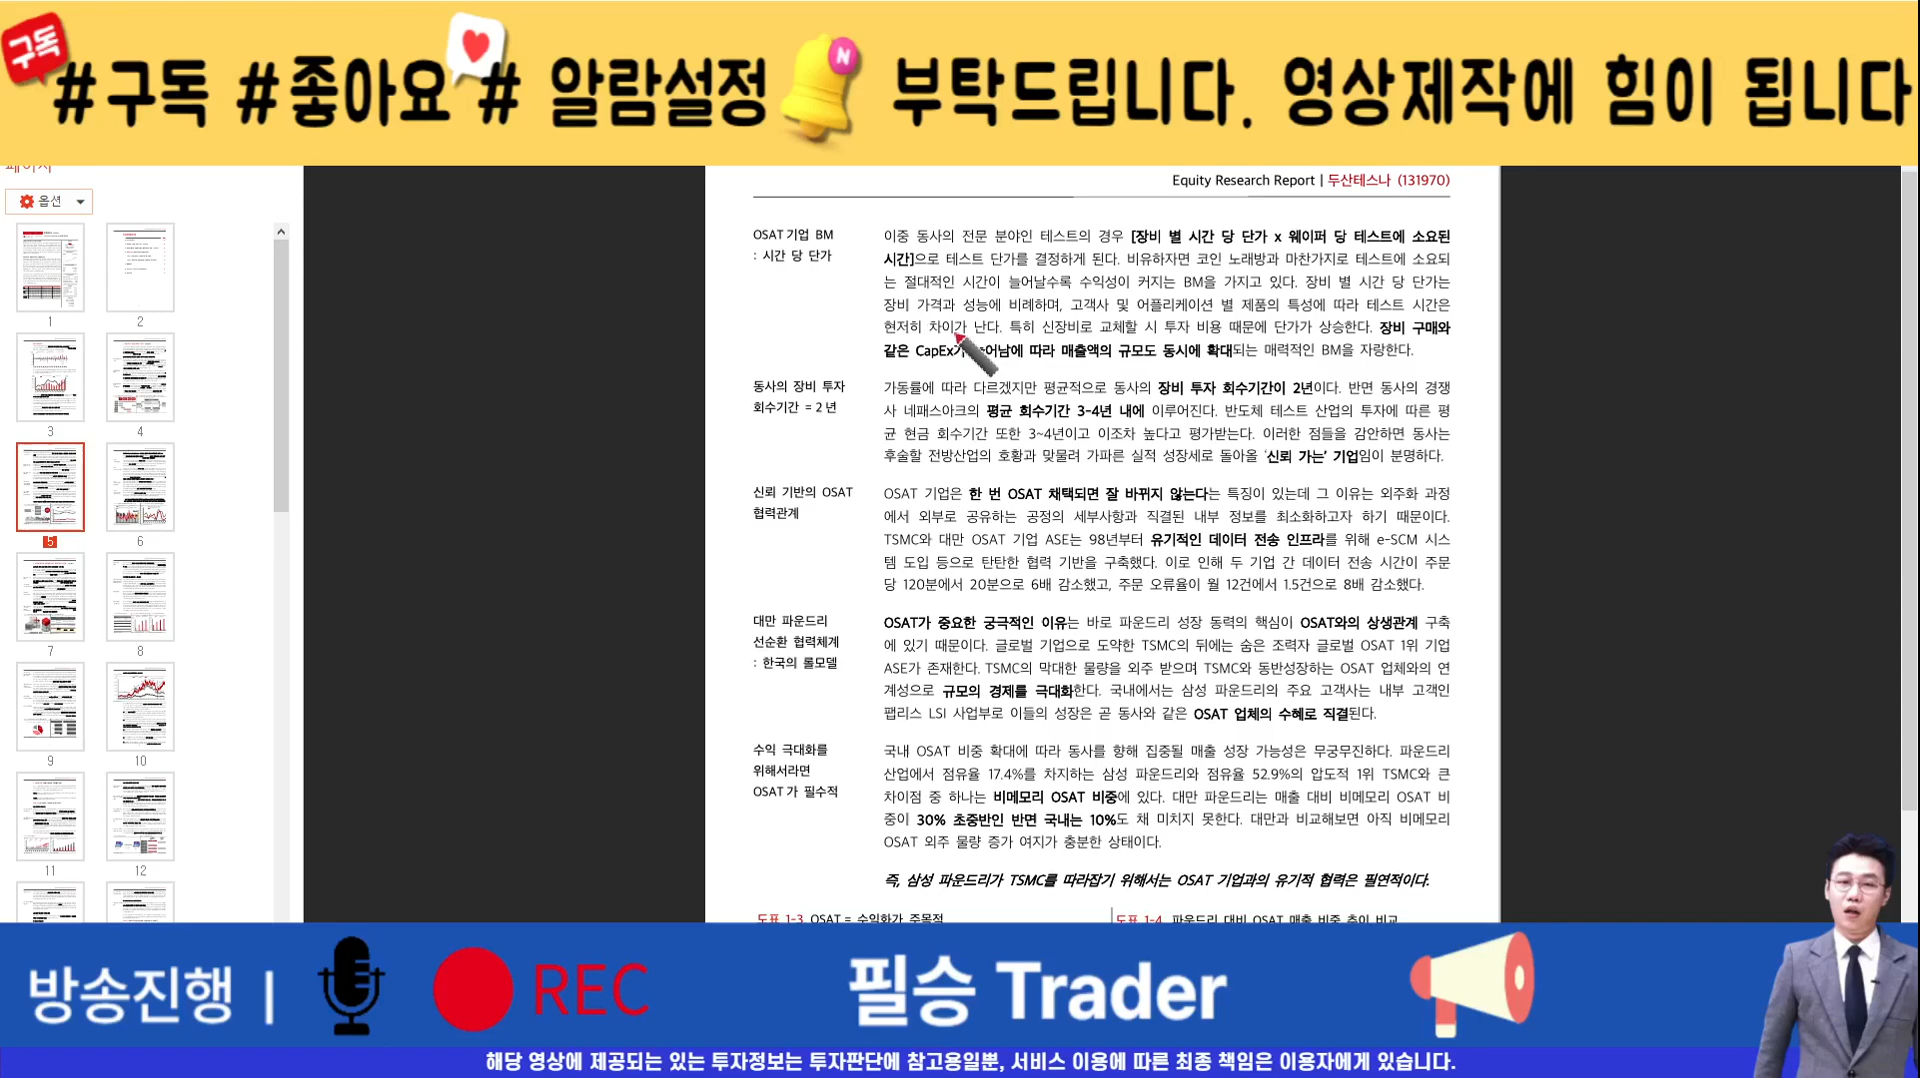 구독
#구독 #좋아요 # 알람설정 N 부탁드립니다. 영상제작에 힘이 됩니다
페이지
옵션
1
2
3
4
5
6
7
8
9
10
11
12
Equity Research Report | 두산테스나 (131970)
OSAT 기업 BM
: 시간 당 단가
이중 동사의 전문 분야인 테스트의 경우 [장비 별 시간 당 단가 x 웨이퍼 당 테스트에 소요된
시간]으로 테스트 단가를 결정하게 된다. 비유하자면 코인 노래방과 마찬가지로 테스트에 소요되
는 절대적인 시간이 늘어날수록 수익성이 커지는 BM을 가지고 있다. 장비 별 시간 당 단가는
장비 가격과 성능에 비례하며, 고객사 및 어플리케이션 별 제품의 특성에 따라 테스트 시간은
현저히 차이가 난다. 특히 신장비로 교체할 시 투자 비용 때문에 단가가 상승한다. 장비 구매와
같은 어남에 따라 매출액의 규모도 동시에 확대되는 매력적인 BM을 자랑한다.
동사의 장비 투자
회수기간 = 2 년
가동률에 따라 다르겠지만 평균적으로 동사의 장비 투자 회수기간이 2년이다. 반면 동사의 경쟁
사 네패스아크의 평균 회수기간 3-4년 내에 이루어진다. 반도체 테스트 산업의 투자에 따른 평
균 현금 회수기간 또한 3~4년이고 이조차 높다고 평가받는다. 이러한 점들을 감안하면 동사는
후술할 전방산업의 호황과 맞물려 가파른 실적 성장세로 돌아올 '신뢰 가는' 기업임이 분명하다.
신뢰 기반의 OSAT
협력관계
OSAT 기업은 한 번 OSAT 채택되면 잘 바뀌지 않는다는 특징이 있는데 그 이유는 외주화 과정
에서 외부로 공유하는 공정의 세부사항과 직결된 내부 정보를 최소화하고자 하기 때문이다.
TSMC와 대만 OSAT 기업 ASE는 98년부터 유기적인 데이터 전송 인프라를 위해 e-SCM 시스
템 도입 등으로 탄탄한 협력 기반을 구축했다. 이로 인해 두 기업 간 데이터 전송 시간이 주문
당 120분에서 20분으로 6배 감소했고, 주문 오류율이 월 12건에서 1.5건으로 8배 감소했다.
대만 파운드리
선순환 협력체계
: 한국의 롤모델
OSAT가 중요한 궁극적인 이유는 바로 파운드리 성장 동력의 핵심이 OSAT와의 상생관계 구축
에 있기 때문이다. 글로벌 기업으로 도약한 TSMC의 뒤에는 숨은 조력자 글로벌 OSAT 1위 기업
ASE가 존재한다. TSMC의 막대한 물량을 외주 받으며 TSMC와 동반성장하는 OSAT 업체와의 연
계성으로 규모의 경제를 극대화한다. 국내에서는 삼성 파운드리의 주요 고객사는 내부 고객인
팹리스 LSI 사업부로 이들의 성장은 곧 동사와 같은 OSAT 업체의 수혜로 직결된다.
수익 극대화를
위해서라면
OSAT 가 필수적
국내 OSAT 비중 확대에 따라 동사를 향해 집중될 매출 성장 가능성은 무궁무진하다. 파운드리
산업에서 점유율 17.4%를 차지하는 삼성 파운드리와 점유율 52.9%의 압도적 1위 TSMC와 큰
차이점 중 하나는 비메모리 OSAT 비중에 있다. 대만 파운드리는 매출 대비 비메모리 OSAT 비
중이 30% 초중반인 반면 국내는 10%도 채 미치지 못한다. 대만과 비교해보면 아직 비메모리
OSAT 외주 물량 증가 여지가 충분한 상태이다.
즉, 삼성 파운드리가 TSMC를 따라잡기 위해서는 OSAT 기업과의 유기적 협력은 필연적이다.
도표 1-3 OSAT = 수익화가 주목적
도표 1-4 파운드리 대비 OSAT 매출 비중 추이 비교
방송진행 |
REC
필승 Trader
해당 영상에 제공되는 있는 투자정보는 투자판단에 참고용일뿐, 서비스 이용에 따른 최종 책임은 이용자에게 있습니다.